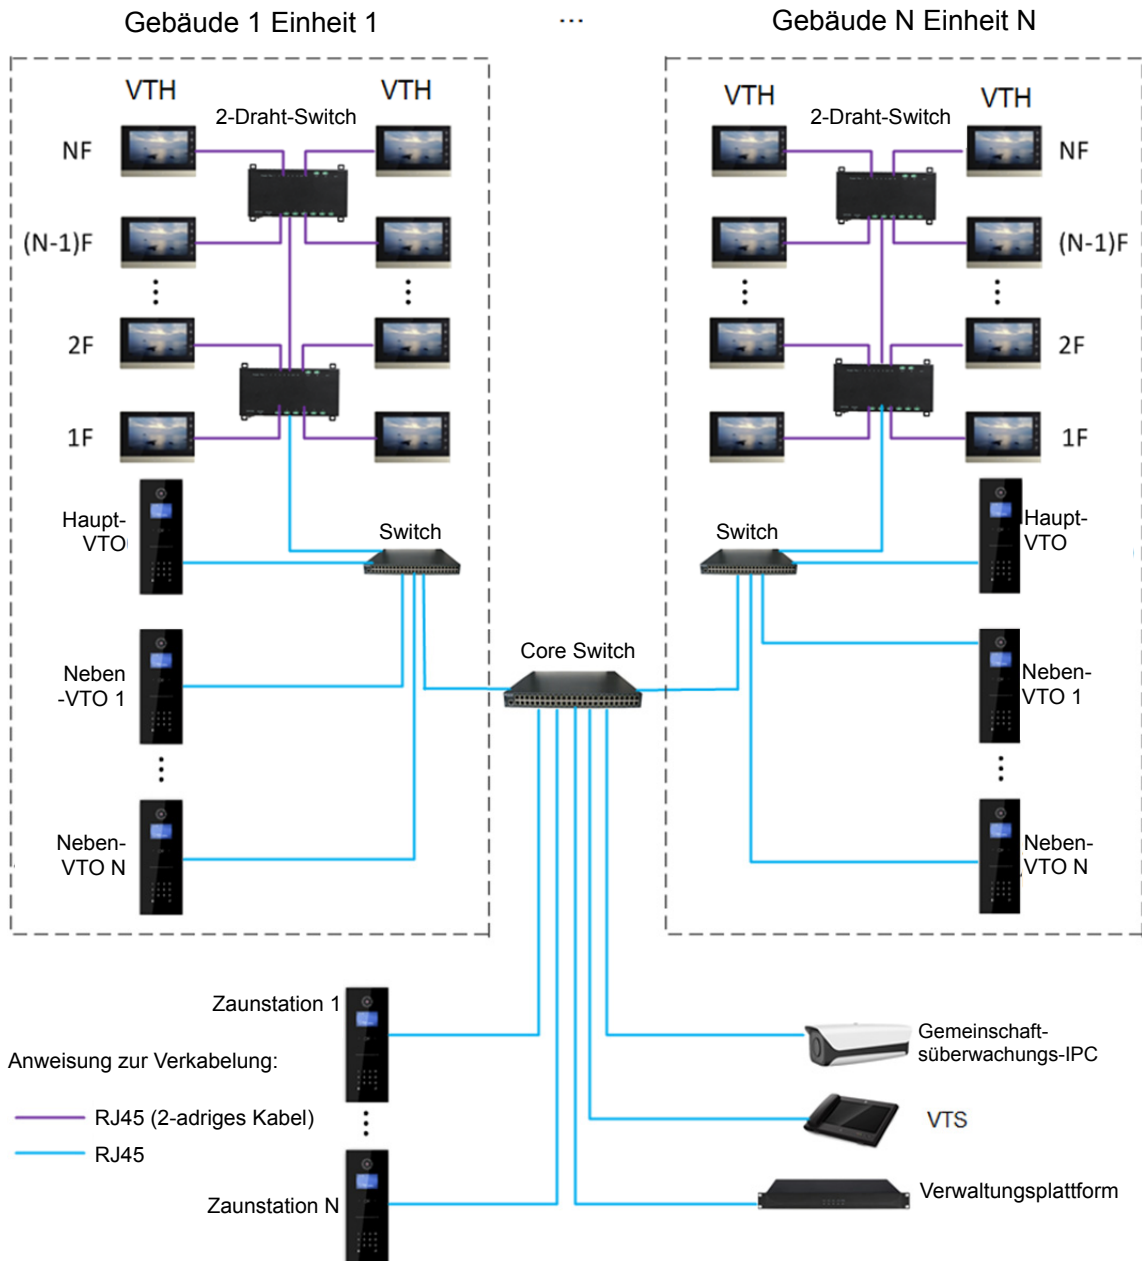 Gebäude 1 Einheit 1
...
Gebäude N Einheit N
VTH
VTH
2-Draht-Switch
NF
(N-1)F
2F
1F
Haupt-
VTO
Switch
Neben
-VTO 1
Neben-
VTO N
VTH
VTH
2-Draht-Switch
NF
(N-1)F
2F
1F
Haupt-
VTO
Switch
Neben-
VTO 1
Neben-
VTO N
Core Switch
Zaunstation 1
Zaunstation N
Anweisung zur Verkabelung:
RJ45 (2-adriges Kabel)
RJ45
Gemeinschaft-
süberwachungs-IPC
VTS
Verwaltungsplattform